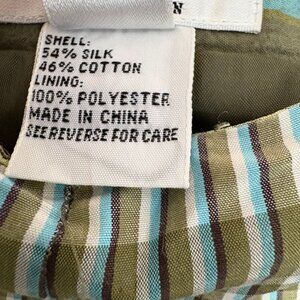 N
SHELL:
54% SILK
46% COTTON
LINING:
100% POLYESTER
MADE IN CHINA
SEE REVERSE FOR CARE